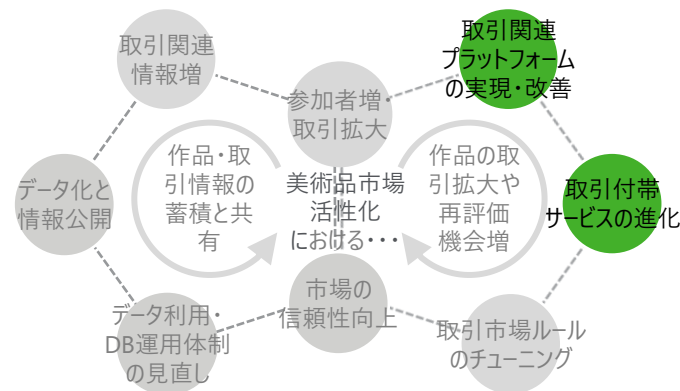 取引関連
情報増
参加者増・
取引拡大
取引関連
プラットフォーム
の実現・改善
データ化と
情報公開
作品・取
引情報の
蓄積と共
有
美術品市場
活性化
における・・・
作品の取
引拡大や
再評価
機会増
取引付帯
サービスの進化
データ利用・
DB運用体制
の見直し
市場の
信頼性向上
取引市場ルール
のチューニング